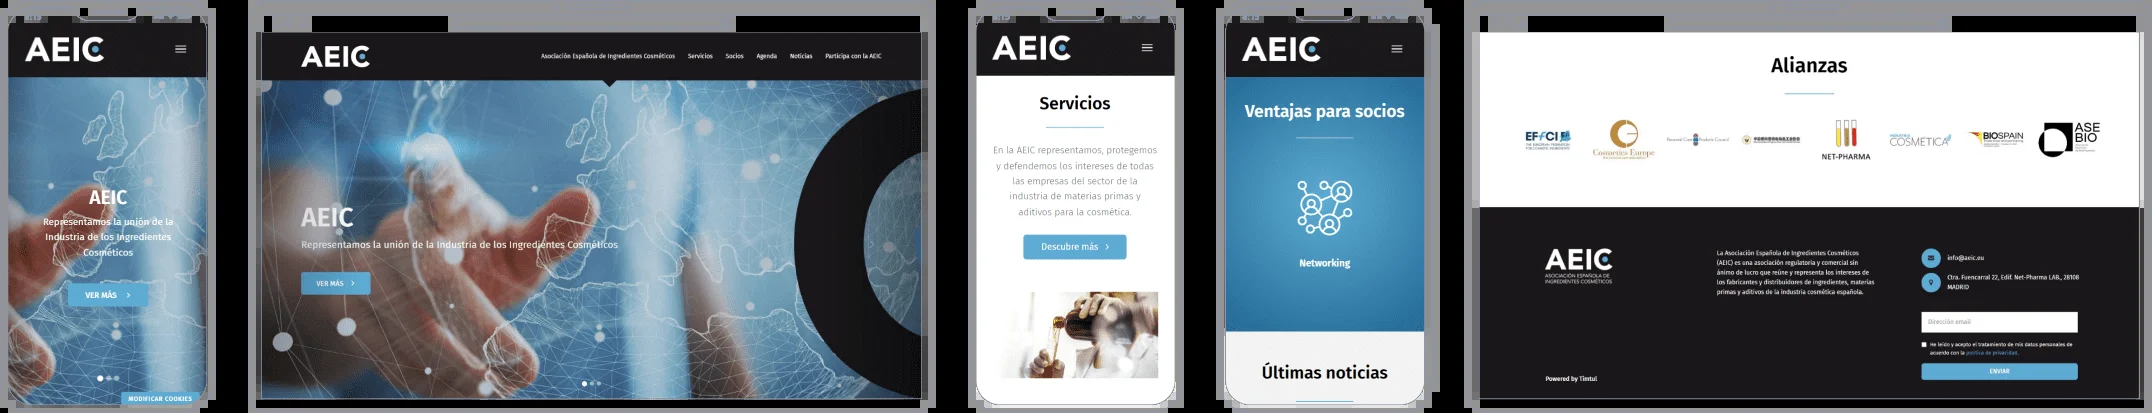 AEIC
AEIC
Representamos la unión de la
Industria de los Ingredientes
Cosméticos
VER MÁS
MODIFICAR COOKIES
AEIC
Asociación Española de Ingredientes Cosméticos Servicios Socios Agenda Noticias Participa con la AEIC
AEIC
Representamos la unión de la Industria de los Ingredientes Cosméticos
VER MÁS
AEIC
Servicios
En la AEIC representamos, protegemos
y defendemos los intereses de todas
las empresas del sector de la
industria de materias primas y
aditivos para la cosmética.
Descubre más
AEIC
Ventajas para socios
Networking
Últimas noticias
Alianzas
EFFCI
Cosmetics Europe
Personal Care Products Council
NET-PHARMA
INDUSTRIA
COSMÉTICA
BIOSPAIN
ASE
BIO
AEIC
ASOCIACIÓN ESPAÑOLA DE
INGREDIENTES COSMÉTICOS
La Asociación Española de Ingredientes Cosméticos
(AEIC) es una asociación regulatoria y comercial sin
ánimo de lucro que reúne y representa los intereses de
los fabricantes y distribuidores de ingredientes, materias
primas y aditivos de la industria cosmética española.
info@aeic.eu
Ctra. Fuencarral 22, Edif. Net-Pharma LAB., 28108
MADRID
Dirección email
He leído y acepto el tratamiento de mis datos personales de
acuerdo con la política de privacidad.
ENVIAR
Powered by Timtul